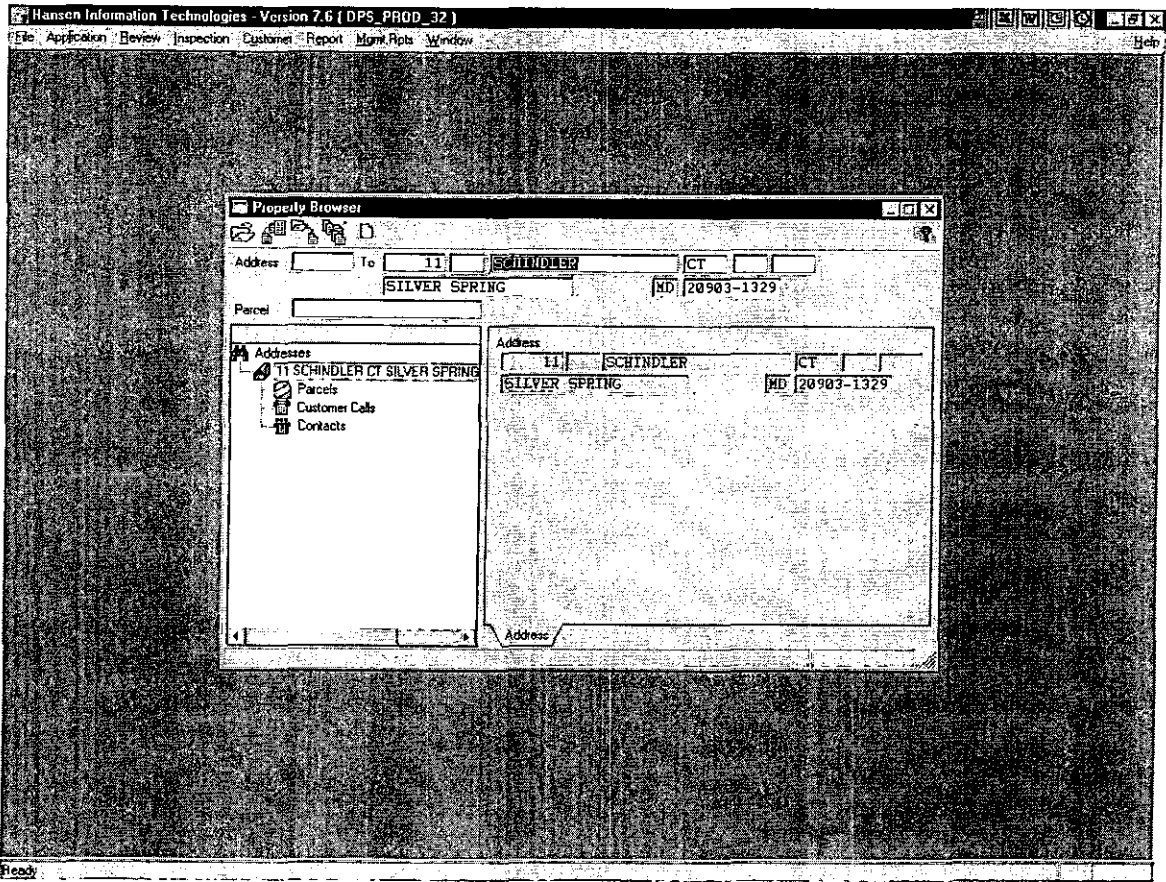 Hansen Information Technologies - Version 7.6 ( DPS_PROD_32 )
File Application Review Inspection Customer Report Mgmt.Rpts Window Help
Property Browser
Address To 11 SCHINDLER CT
SILVER SPRING MD 20903-1329
Parcel
Addresses
11 SCHINDLER CT SILVER SPRING
Parcels
Customer Calls
Contacts
Address
11 SCHINDLER CT
SILVER SPRING MD 20903-1329
Address
Ready